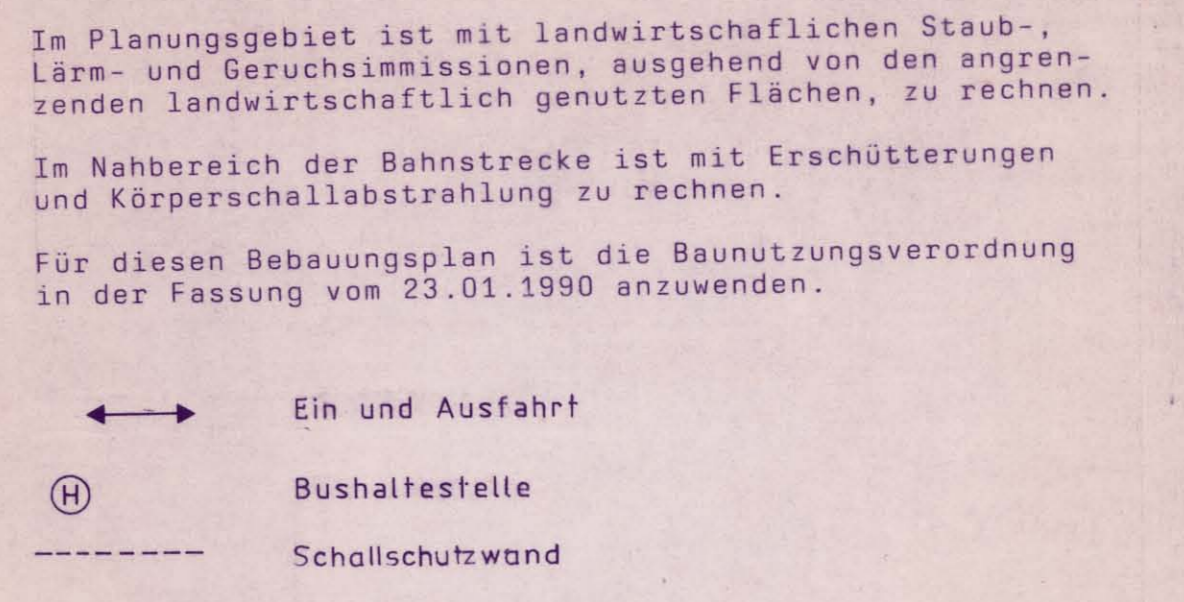 Im Planungsgebiet ist mit landwirtschaflichen Staub-,
Lärm- und Geruchsimmissionen, ausgehend von den angren-
zenden landwirtschaftlich genutzten Flächen, zu rechnen.
Im Nahbereich der Bahnstrecke ist mit Erschütterungen
und Körperschallabstrahlung zu rechnen.
Für diesen Bebauungsplan ist die Baunutzungsverordnung
in der Fassung vom 23.01.1990 anzuwenden.
Ein und Ausfahrt
H Bushaltestelle
Schallschutzwand